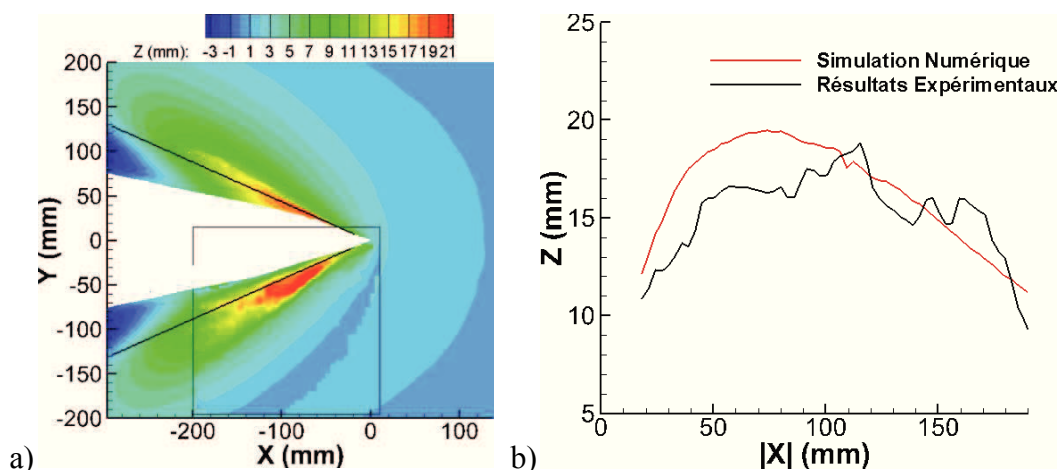 Z (mm): -3 -1 1 3 5 7 9 11 13 15 17 19 21
200
150
100
50
0
-50
-100
-150
-200
Y (mm)
-200 -100 0 100
X (mm)
a)
25
20
15
10
5
Z (mm)
Simulation Numérique
Résultats Expérimentaux
0 50 100 150
|X| (mm)
b)